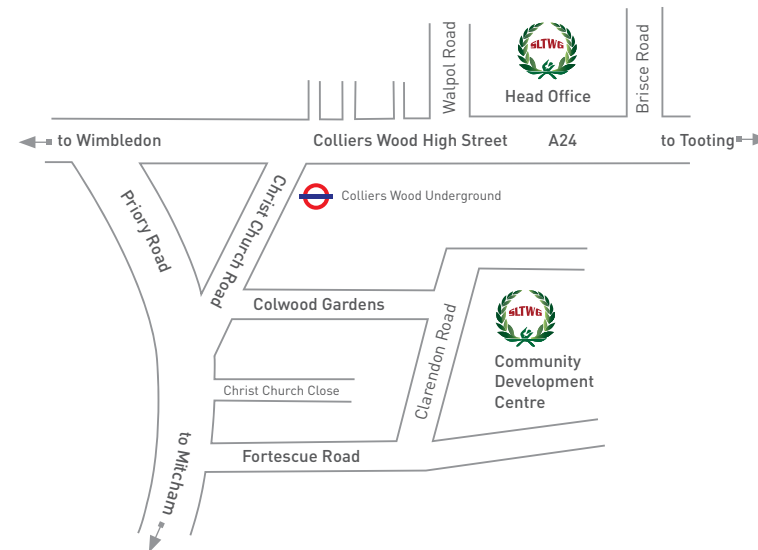 Walpol Road
SLTWG
Head Office
Brisce Road
to Wimbledon
Colliers Wood High Street
A24
to Tooting
Priory Road
Christ Church Road
Colliers Wood Underground
Colwood Gardens
Clarendon Road
SLTWG
Community
Development
Centre
Christ Church Close
to Mitcham
Fortescue Road